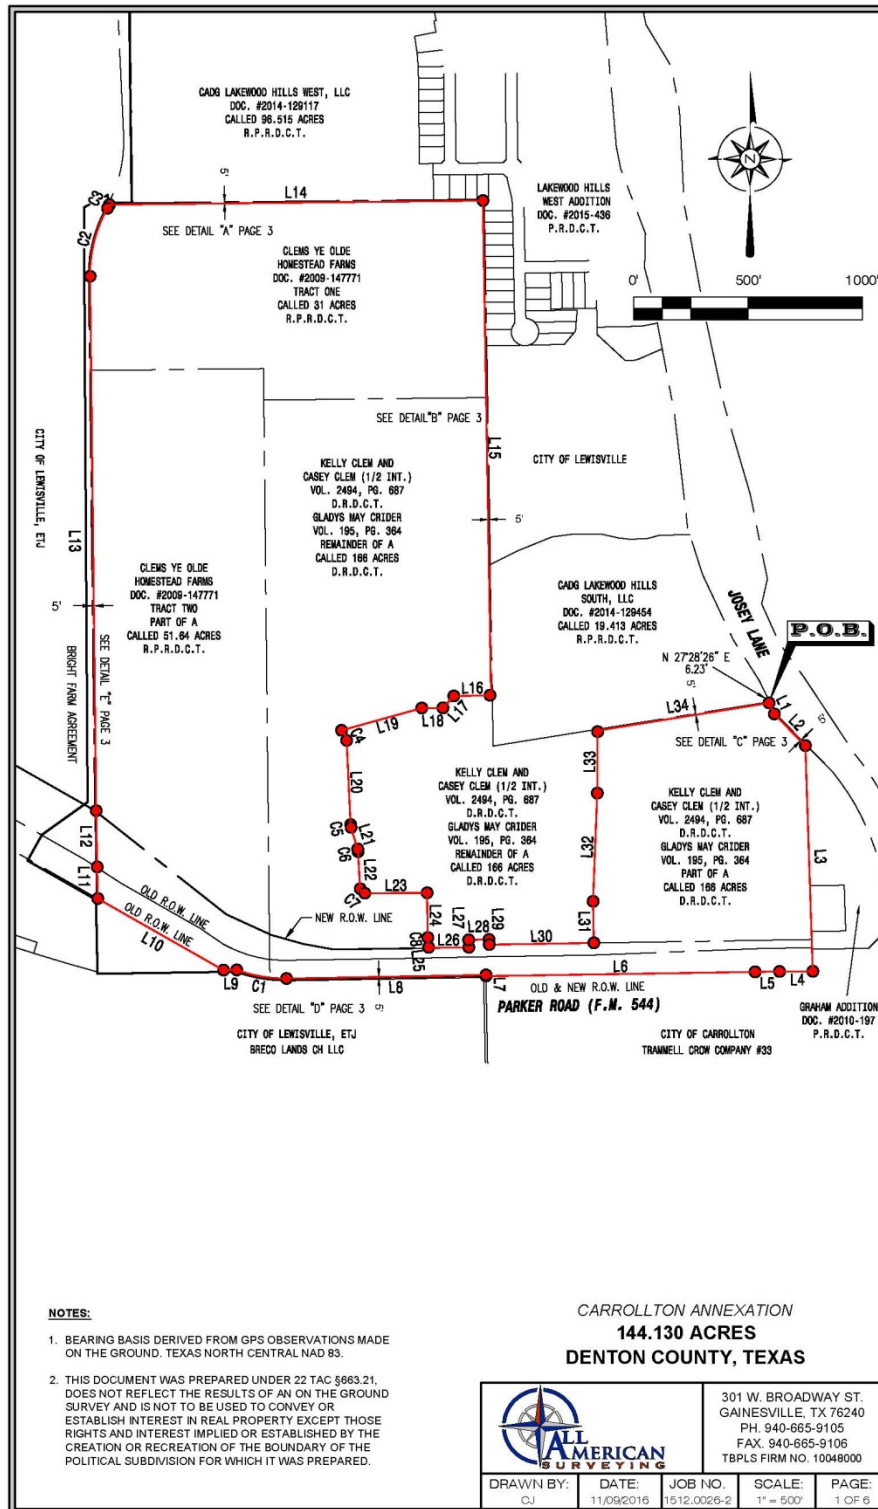 CADG LAKEWOOD HILLS WEST, LLC
DOC. #2014-129117
CALLED 96.515 ACRES
R.P.R.D.C.T.
5'
L14
C3
C2
SEE DETAIL "A" PAGE 3
LAKEWOOD HILLS
WEST ADDITION
DOC. #2015-436
P.R.D.C.T.
N
0'
500'
1000'
CLEMS YE OLDE
HOMESTEAD FARMS
DOC. #2009-147771
TRACT ONE
CALLED 31 ACRES
R.P.R.D.C.T.
SEE DETAIL"B" PAGE 3
L15
5'
CITY OF LEWISVILLE
CITY OF LEWISVILLE, ETJ
L13
5'
SEE DETAIL "E" PAGE 3
BRIGHT FARM AGREEMENT
KELLY CLEM AND
CASEY CLEM (1/2 INT.)
VOL. 2494, PG. 687
D.R.D.C.T.
GLADYS MAY CRIDER
VOL. 195, PG. 364
REMAINDER OF A
CALLED 166 ACRES
D.R.D.C.T.
CLEMS YE OLDE
HOMESTEAD FARMS
DOC. #2009-147771
TRACT TWO
PART OF A
CALLED 51.64 ACRES
R.P.R.D.C.T.
CADG LAKEWOOD HILLS
SOUTH, LLC
DOC. #2014-129454
CALLED 19.413 ACRES
R.P.R.D.C.T.
JOSEY LANE
P.O.B.
N 27°28'26" E
6.23'
5'
L34
L1
L2
5'
SEE DETAIL "C" PAGE 3
L16
L17
L18
L19
C4
L20
C5
L21
C6
L22
C7
L23
L24
C8
L25
L26
L27
L28
L29
L30
L31
L32
L33
L3
KELLY CLEM AND
CASEY CLEM (1/2 INT.)
VOL. 2494, PG. 687
D.R.D.C.T.
GLADYS MAY CRIDER
VOL. 195, PG. 364
REMAINDER OF A
CALLED 166 ACRES
D.R.D.C.T.
KELLY CLEM AND
CASEY CLEM (1/2 INT.)
VOL. 2494, PG. 687
D.R.D.C.T.
GLADYS MAY CRIDER
VOL. 195, PG. 364
PART OF A
CALLED 166 ACRES
D.R.D.C.T.
L12
L11
OLD R.O.W. LINE
OLD R.O.W. LINE
NEW R.O.W. LINE
L10
L9
C1
L8
5'
L7
L6
L5
L4
SEE DETAIL "D" PAGE 3
OLD & NEW R.O.W. LINE
PARKER ROAD (F.M. 544)
GRAHAM ADDITION
DOC. #2010-197
P.R.D.C.T.
CITY OF LEWISVILLE, ETJ
BRECO LANDS CH LLC
CITY OF CARROLLTON
TRAMMELL CROW COMPANY #33
NOTES:
1. BEARING BASIS DERIVED FROM GPS OBSERVATIONS MADE
ON THE GROUND. TEXAS NORTH CENTRAL NAD 83.
2. THIS DOCUMENT WAS PREPARED UNDER 22 TAC §663.21,
DOES NOT REFLECT THE RESULTS OF AN ON THE GROUND
SURVEY AND IS NOT TO BE USED TO CONVEY OR
ESTABLISH INTEREST IN REAL PROPERTY EXCEPT THOSE
RIGHTS AND INTEREST IMPLIED OR ESTABLISHED BY THE
CREATION OR RECREATION OF THE BOUNDARY OF THE
POLITICAL SUBDIVISION FOR WHICH IT WAS PREPARED.
CARROLLTON ANNEXATION
144.130 ACRES
DENTON COUNTY, TEXAS
ALL
AMERICAN
SURVEYING
301 W. BROADWAY ST.
GAINESVILLE, TX 76240
PH. 940-665-9105
FAX. 940-665-9106
TBPLS FIRM NO. 10048000
DRAWN BY:
CJ
DATE:
11/09/2016
JOB NO.
1512.0026-2
SCALE:
1" = 500'
PAGE:
1 OF 6